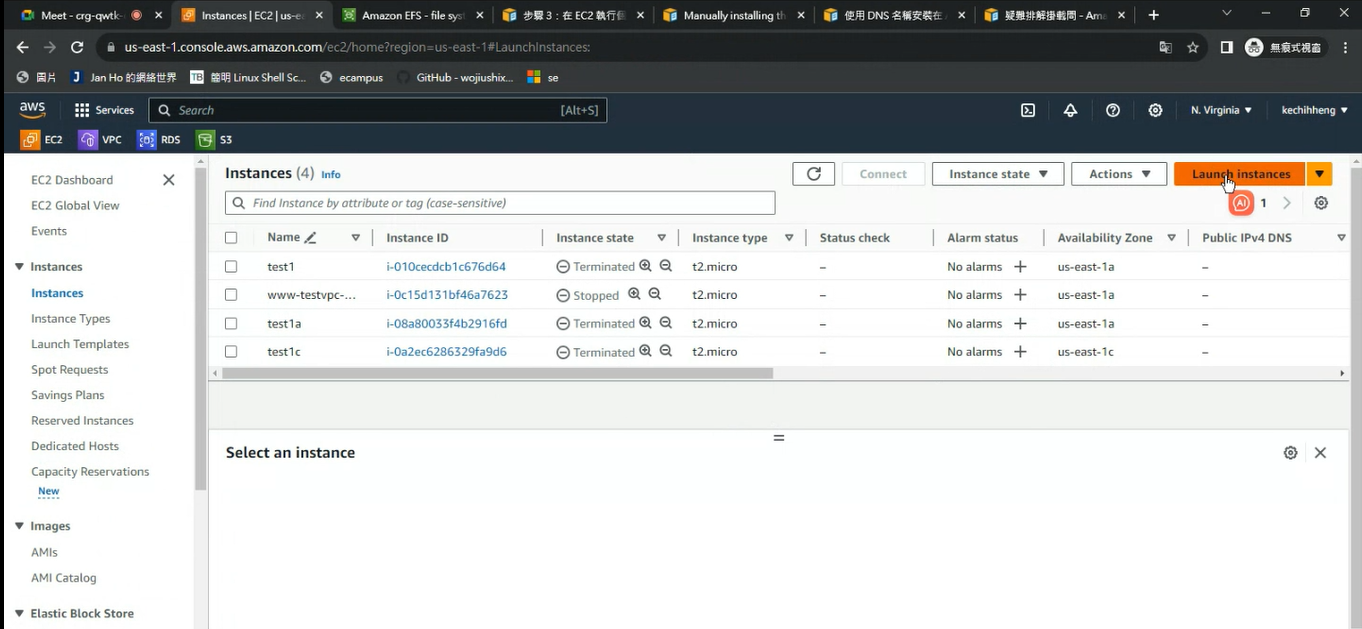 Meet - crg-qwtk-
Instances | EC2 | us-e
Amazon EFS - file sys
步驟 3：在 EC2 執行個
Manually installing th
使用 DNS 名稱安裝在
疑難排解掛載問 - Ama
us-east-1.console.aws.amazon.com/ec2/home?region=us-east-1#LaunchInstances:
無痕式視窗
圖片
Jan Ho 的網絡世界
TB 簡明 Linux Shell Sc...
ecampus
GitHub - wojiushix...
se
aws
Services
Search
[Alt+S]
N. Virginia
kechihheng
EC2
VPC
RDS
S3
EC2 Dashboard
EC2 Global View
Events
Instances
Instances
Instance Types
Launch Templates
Spot Requests
Savings Plans
Reserved Instances
Dedicated Hosts
Capacity Reservations
New
Images
AMIs
AMI Catalog
Elastic Block Store
Instances (4) Info
Connect
Instance state
Actions
Launch instances
Find Instance by attribute or tag (case-sensitive)
AI
1
Name Instance ID Instance state Instance type Status check Alarm status Availability Zone Public IPv4 DNS
test1 i-010cecdcb1c676d64 Terminated t2.micro – No alarms + us-east-1a –
www-testvpc-... i-0c15d131bf46a7623 Stopped t2.micro – No alarms + us-east-1a –
test1a i-08a80033f4b2916fd Terminated t2.micro – No alarms + us-east-1a –
test1c i-0a2ec6286329fa9d6 Terminated t2.micro – No alarms + us-east-1c –
Select an instance